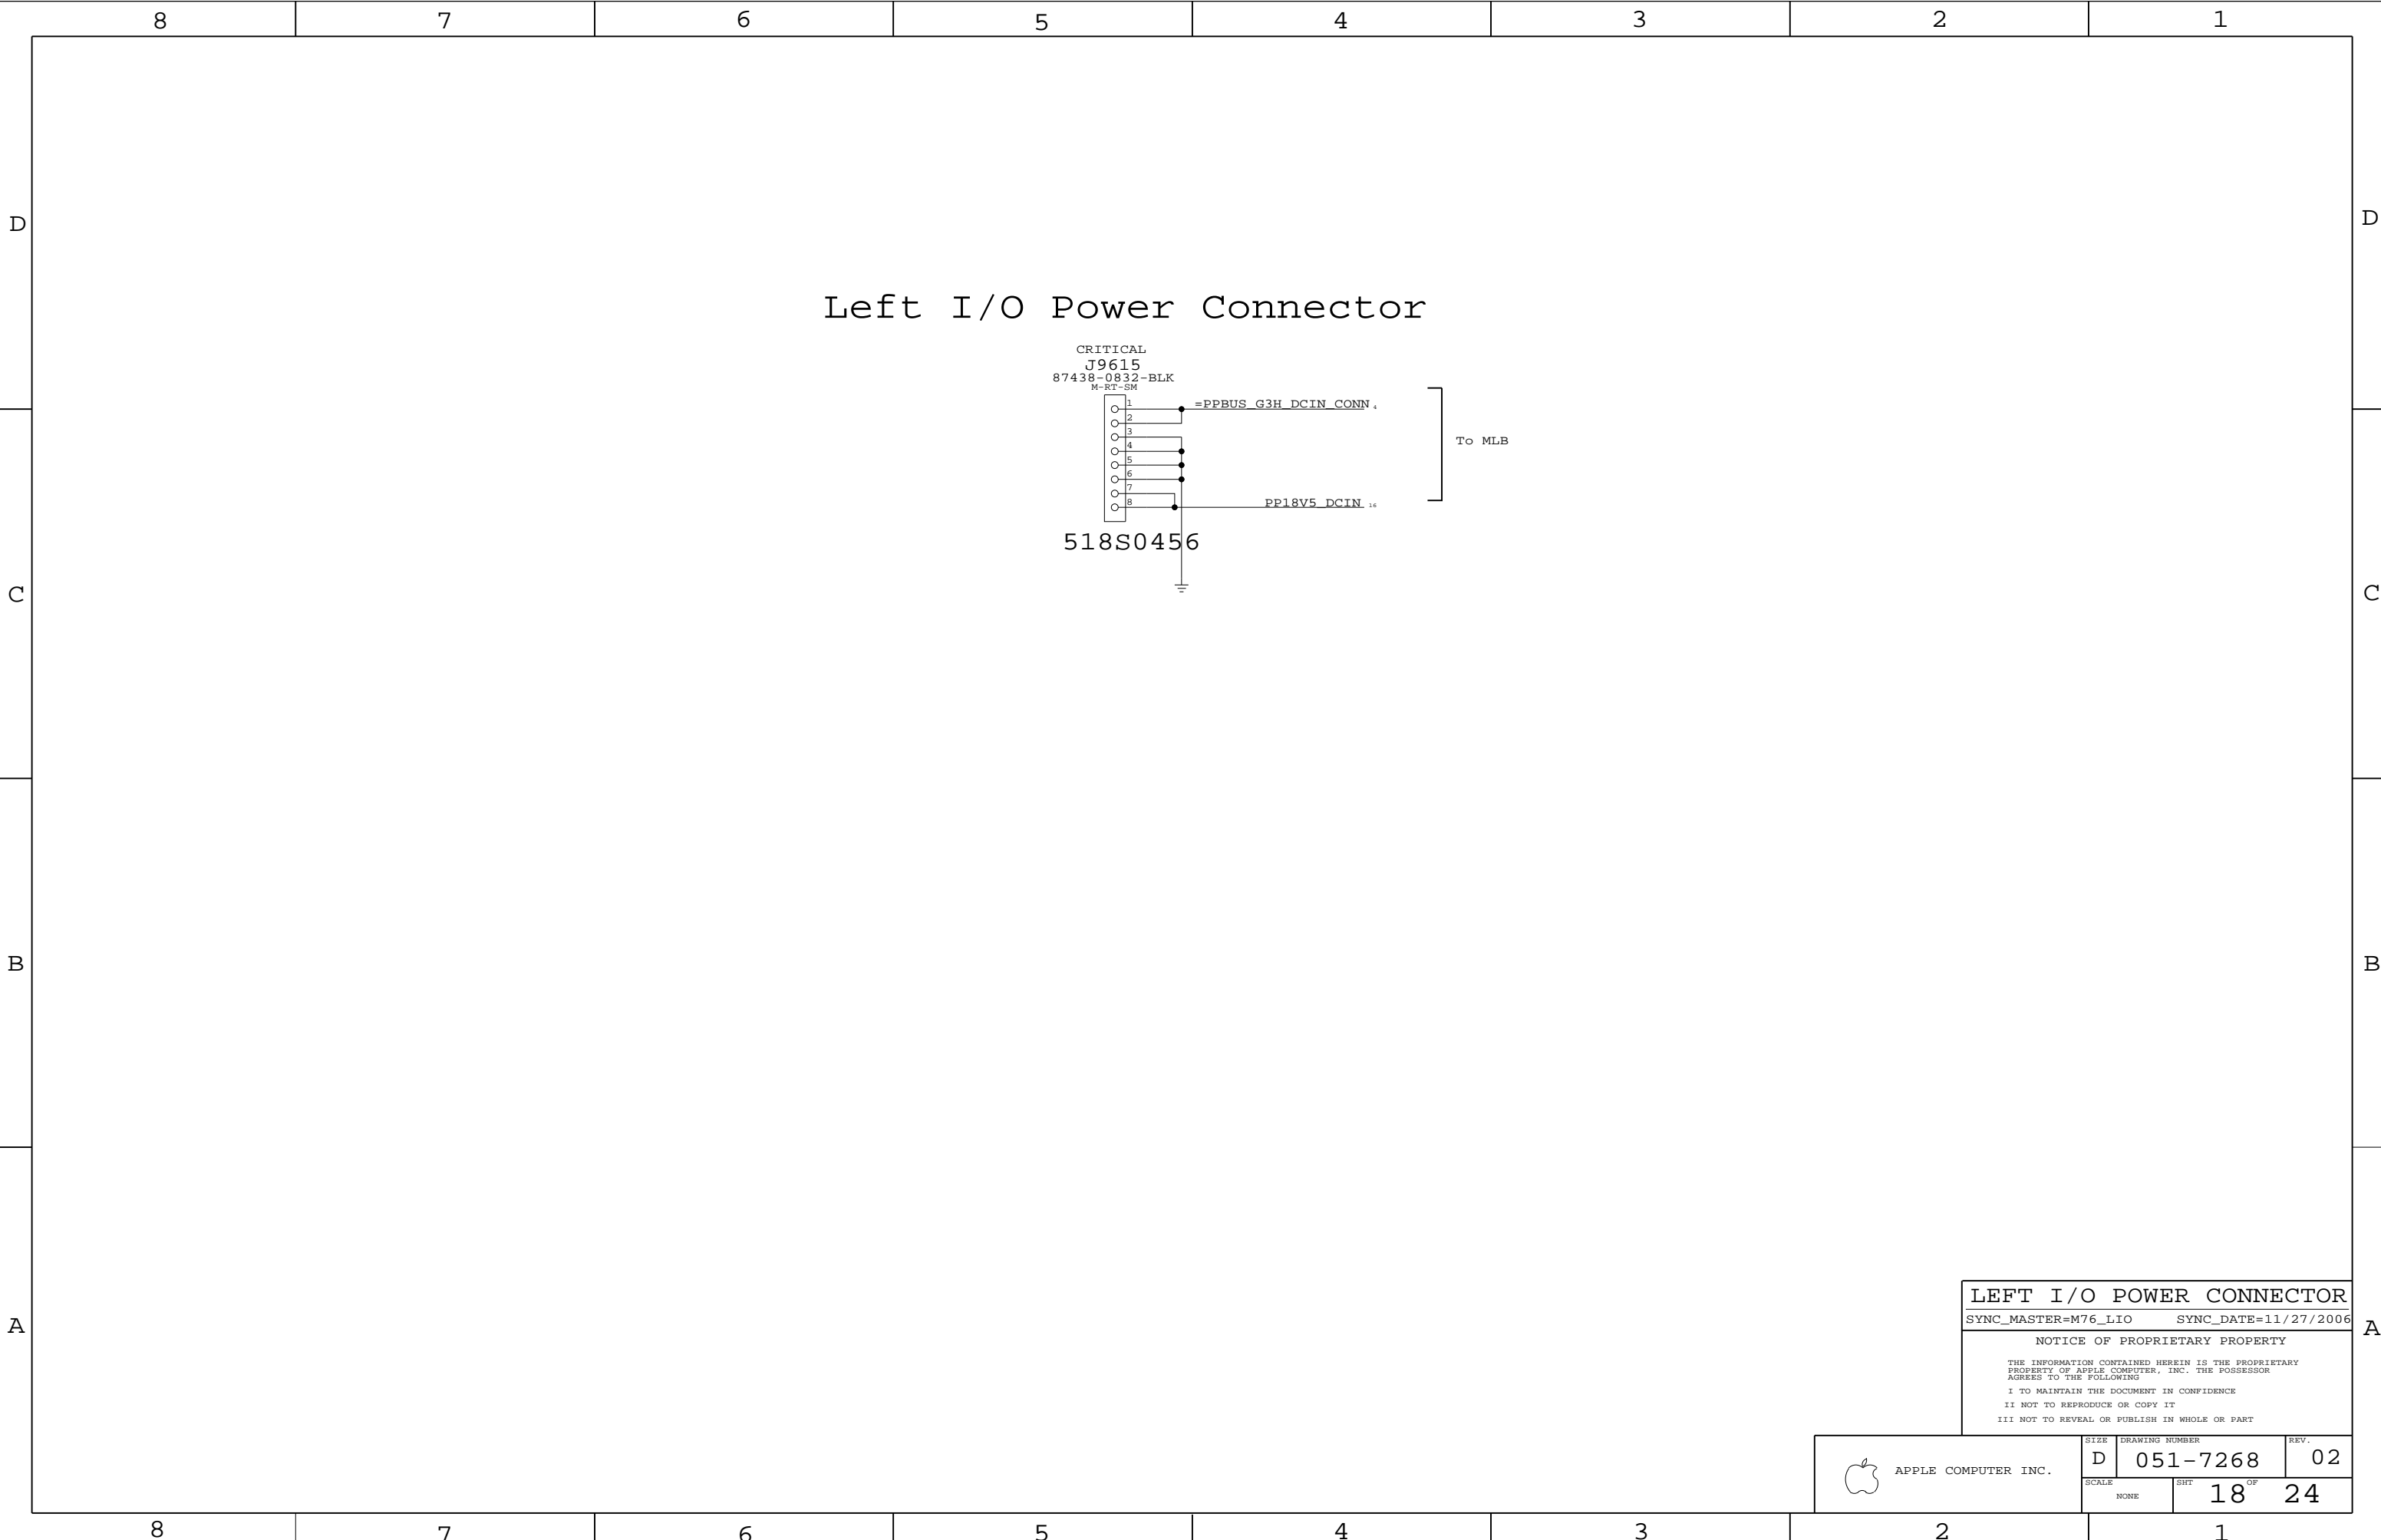 8 7 6 5 4 3 2 1
D D
Left I/O Power Connector
CRITICAL
J9615
87438-0832-BLK
M-RT-SM
1 =PPBUS_G3H_DCIN_CONN 4
2
3
4 To MLB
5
6
7
8 PP18V5_DCIN 16
518S0456
C C
B B
LEFT I/O POWER CONNECTOR
SYNC_MASTER=M76_LIO SYNC_DATE=11/27/2006
A A
NOTICE OF PROPRIETARY PROPERTY
THE INFORMATION CONTAINED HEREIN IS THE PROPRIETARY
PROPERTY OF APPLE COMPUTER, INC. THE POSSESSOR
AGREES TO THE FOLLOWING
I TO MAINTAIN THE DOCUMENT IN CONFIDENCE
II NOT TO REPRODUCE OR COPY IT
III NOT TO REVEAL OR PUBLISH IN WHOLE OR PART
SIZE DRAWING NUMBER REV.
APPLE COMPUTER INC. D 051-7268 02
SCALE SHT OF
NONE 18 24
8 7 6 5 4 3 2 1